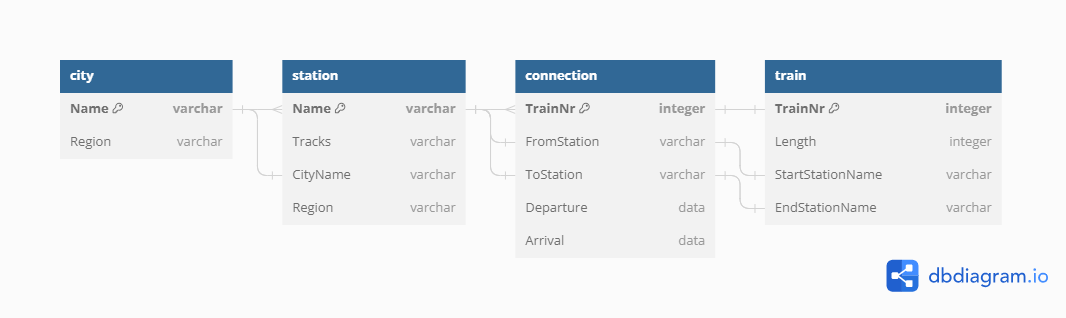 city
Name varchar
Region varchar
station
Name varchar
Tracks varchar
CityName varchar
Region varchar
connection
TrainNr integer
FromStation varchar
ToStation varchar
Departure data
Arrival data
train
TrainNr integer
Length integer
StartStationName varchar
EndStationName varchar
dbdiagram.io